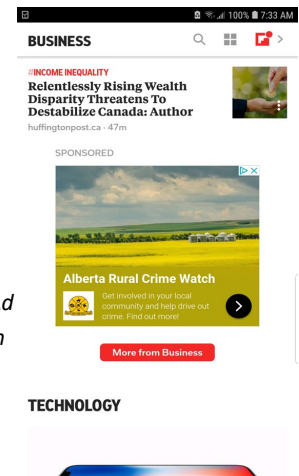 100% 7:33 AM
BUSINESS
#INCOME INEQUALITY
Relentlessly Rising Wealth
Disparity Threatens To
Destabilize Canada: Author
huffingtonpost.ca · 47m
SPONSORED
Alberta Rural Crime Watch
Get involved in your local
community and help drive out
crime. Find out more!
More from Business
TECHNOLOGY